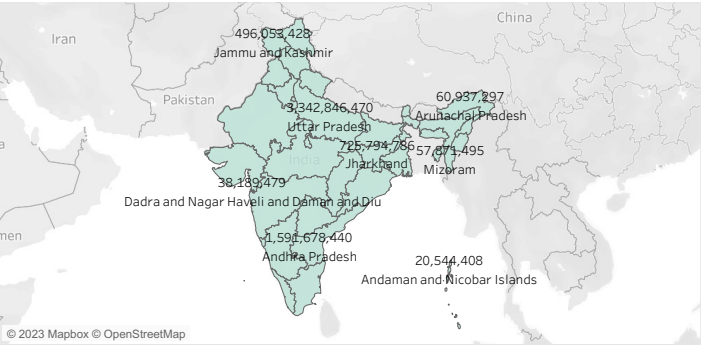 China
Iran
496,053,428
Jammu and Kashmir
Pakistan
60,937,297
Arunachal Pradesh
3,342,846,470
Uttar Pradesh
725,794,786
Jharkhand
57,871,495
Mizoram
India
38,189,479
Dadra and Nagar Haveli and Daman and Diu
men
1,591,678,440
Andhra Pradesh
20,544,408
Andaman and Nicobar Islands
© 2023 Mapbox © OpenStreetMap